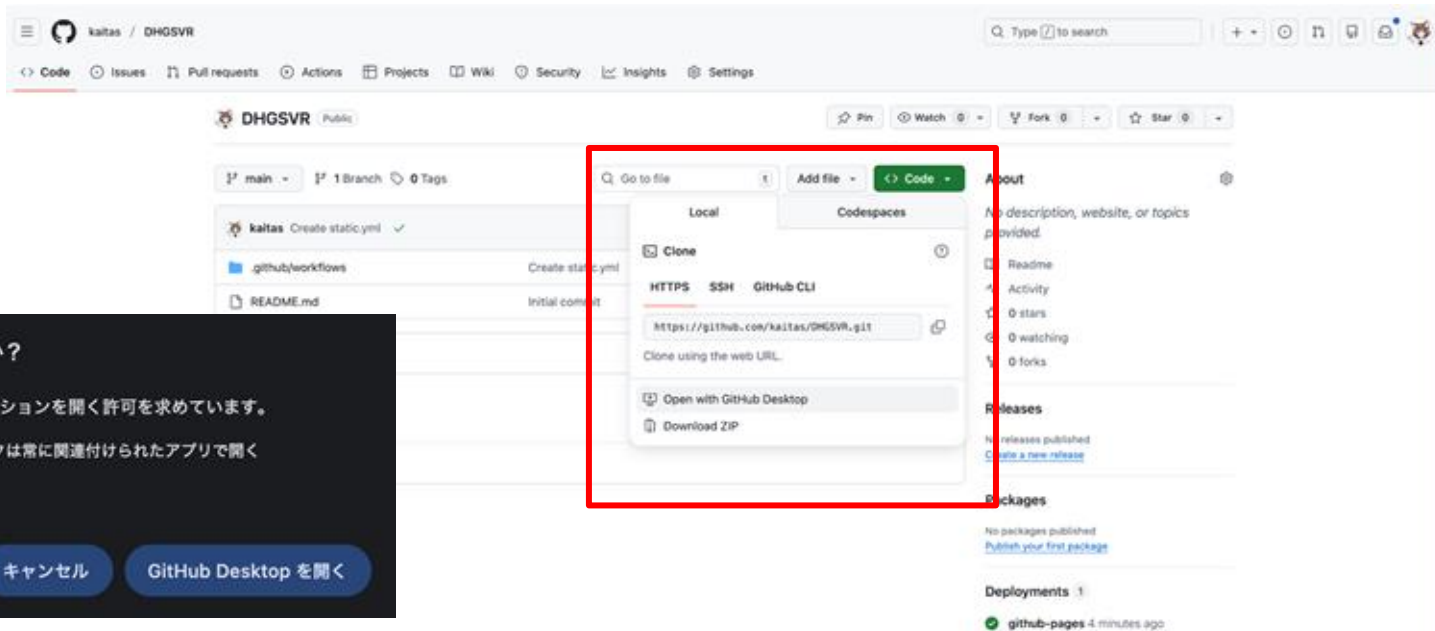 kaitas / DHGSVR
Type / to search
Code Issues Pull requests Actions Projects Wiki Security Insights Settings
DHGSVR Public
Pin Watch 0 Fork 0 Star 0
main 1 Branch 0 Tags
Go to file t Add file <> Code
kaitas Create static.yml
.github/workflows Create static.yml
README.md Initial commit
Local Codespaces
Clone
HTTPS SSH GitHub CLI
https://github.com/kaitas/DHGSVR.git
Clone using the web URL.
Open with GitHub Desktop
Download ZIP
About
No description, website, or topics
provided.
Readme
Activity
0 stars
0 watching
0 forks
Releases
No releases published
Create a new release
Packages
No packages published
Publish your first package
Deployments 1
github-pages 4 minutes ago
?
ションを開く許可を求めています。
は常に関連付けられたアプリで開く
キャンセル GitHub Desktop を開く